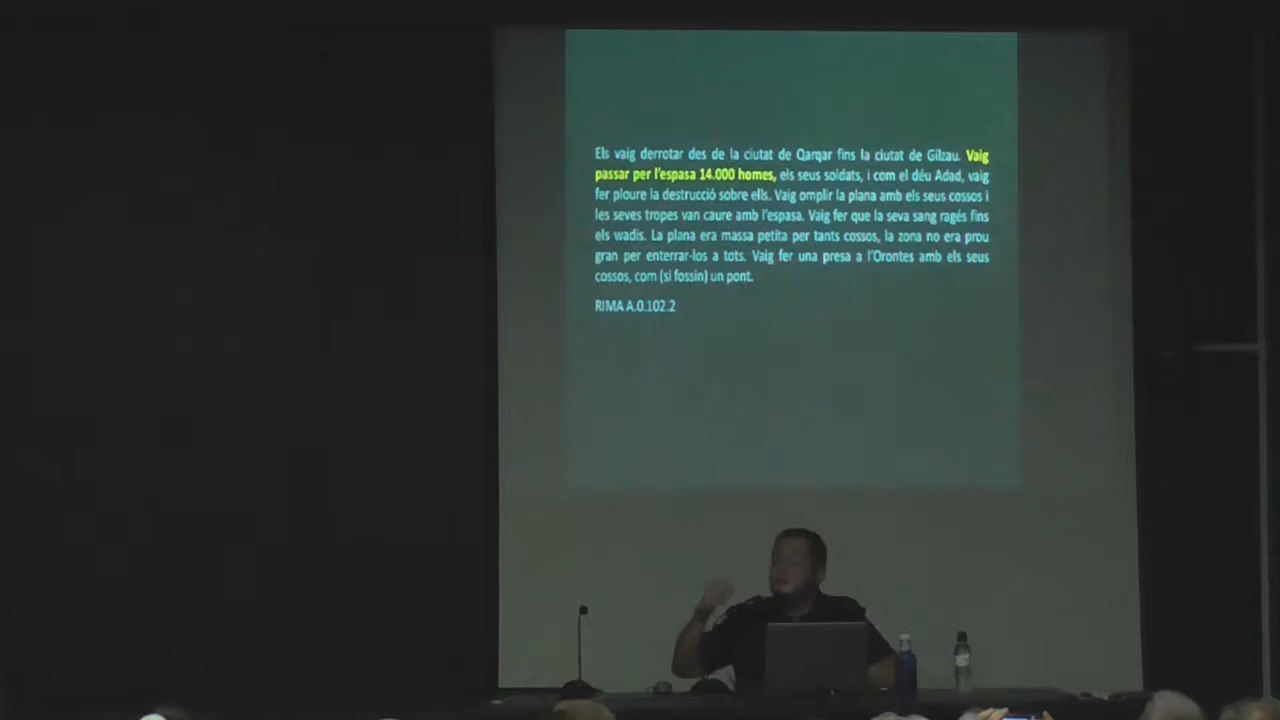 Els vaig derrotar des de la ciutat de Qarqar fins la ciutat de Gilzau. Vaig
passar per l'espasa 14.000 homes, els seus soldats, i com el déu Adad, vaig
fer ploure la destrucció sobre ells. Vaig omplir la plana amb els seus cossos i
les seves tropes van caure amb l'espasa. Vaig fer que la seva sang ragés fins
els wadis. La plana era massa petita per tants cossos, la zona no era prou
gran per enterrar-los a tots. Vaig fer una presa a l'Orontes amb els seus
cossos, com (si fossin) un pont.
RIMA A.0.102.2